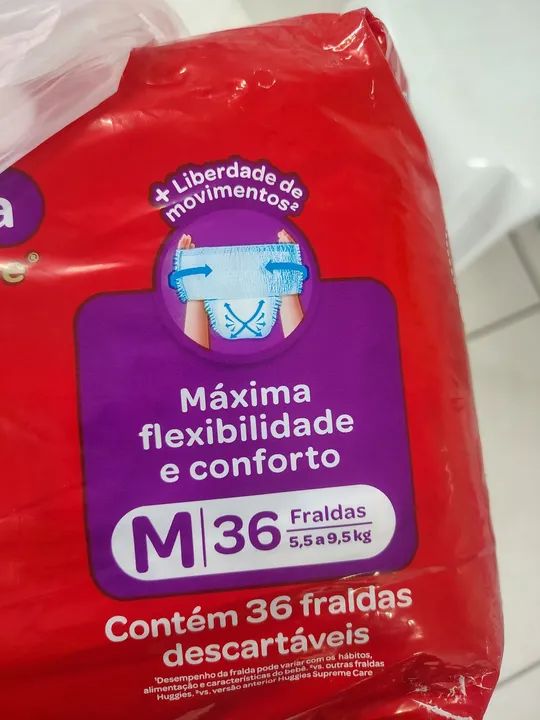 a
e®
+ Liberdade de
movimentos²
Máxima
flexibilidade
e conforto
M 36 Fraldas
5,5 a 9,5 kg
Contém 36 fraldas
descartáveis
¹Desempenho da fralda pode variar com os hábitos,
alimentação e características do bebê. ²vs. outras fraldas
Huggies. ³vs. versão anterior Huggies Supreme Care